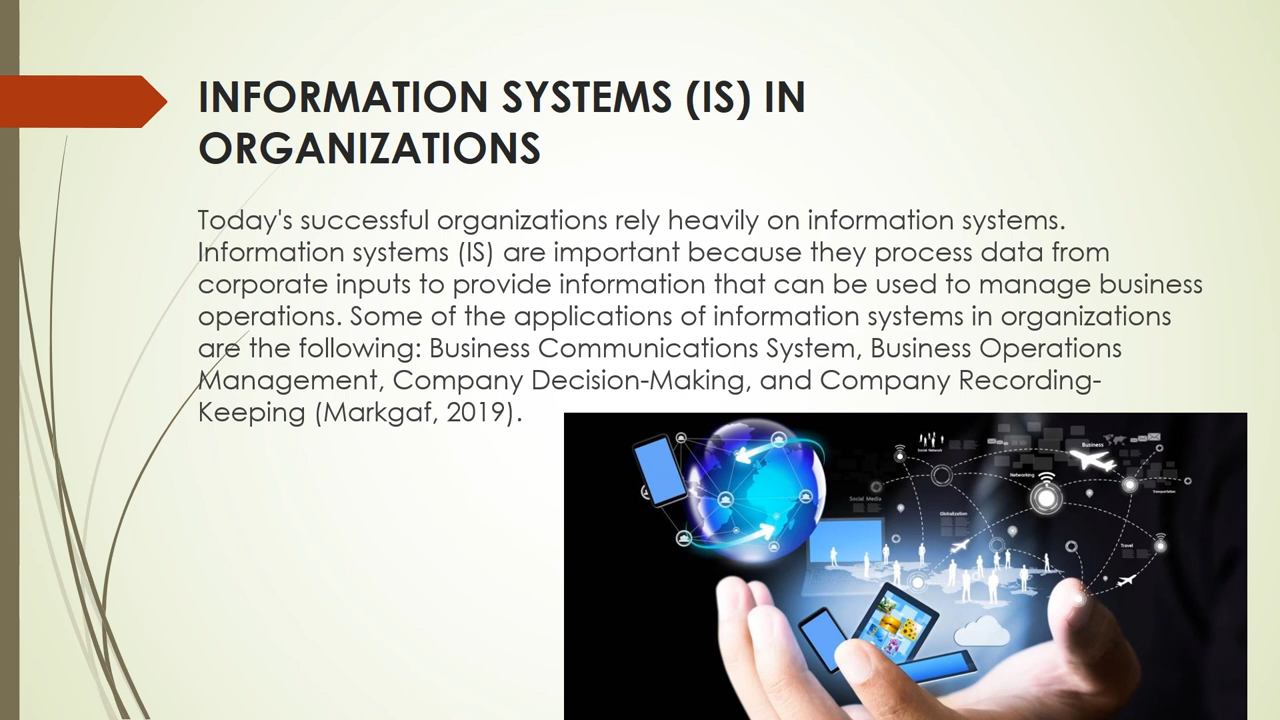 INFORMATION SYSTEMS (IS) IN
ORGANIZATIONS
Today's successful organizations rely heavily on information systems.
Information systems (IS) are important because they process data from
corporate inputs to provide information that can be used to manage business
operations. Some of the applications of information systems in organizations
are the following: Business Communications System, Business Operations
Management, Company Decision-Making, and Company Recording-
Keeping (Markgaf, 2019).
Social Network
Business
Networking
Social Media
Transportation
Globalization
Travel